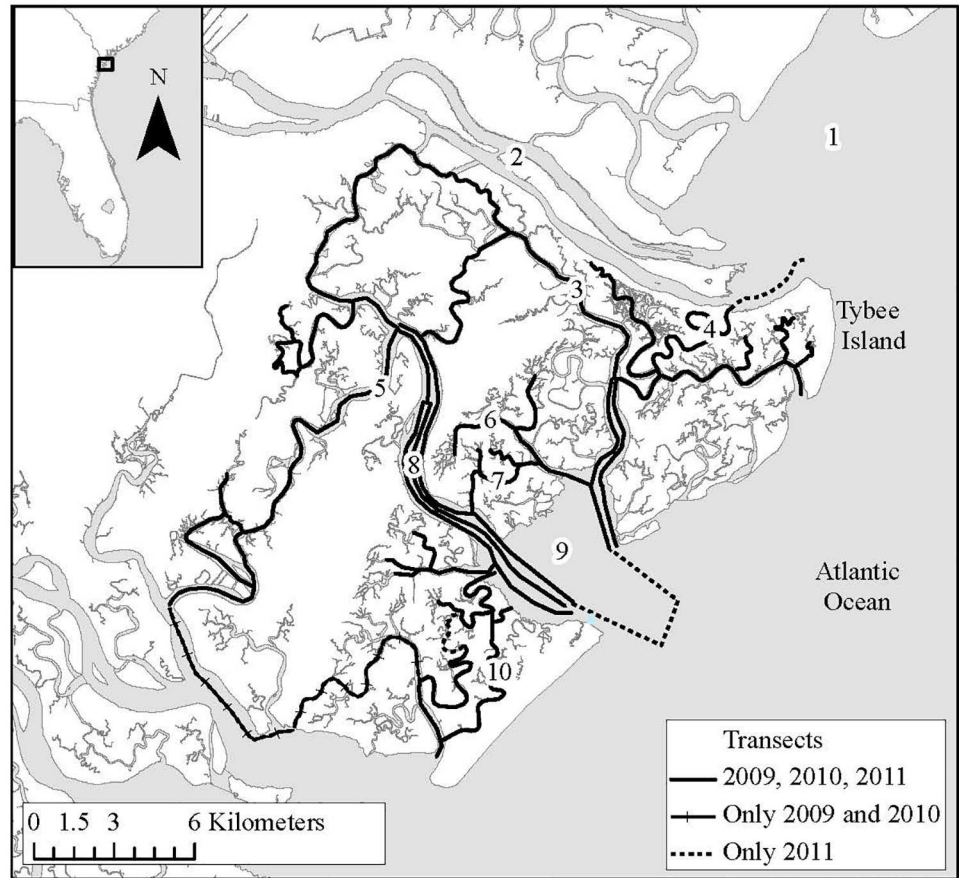 N
1
2
3
Tybee
Island
4
5
6
7
8
9
Atlantic
Ocean
10
Transects
2009, 2010, 2011
Only 2009 and 2010
Only 2011
0 1.5 3 6 Kilometers